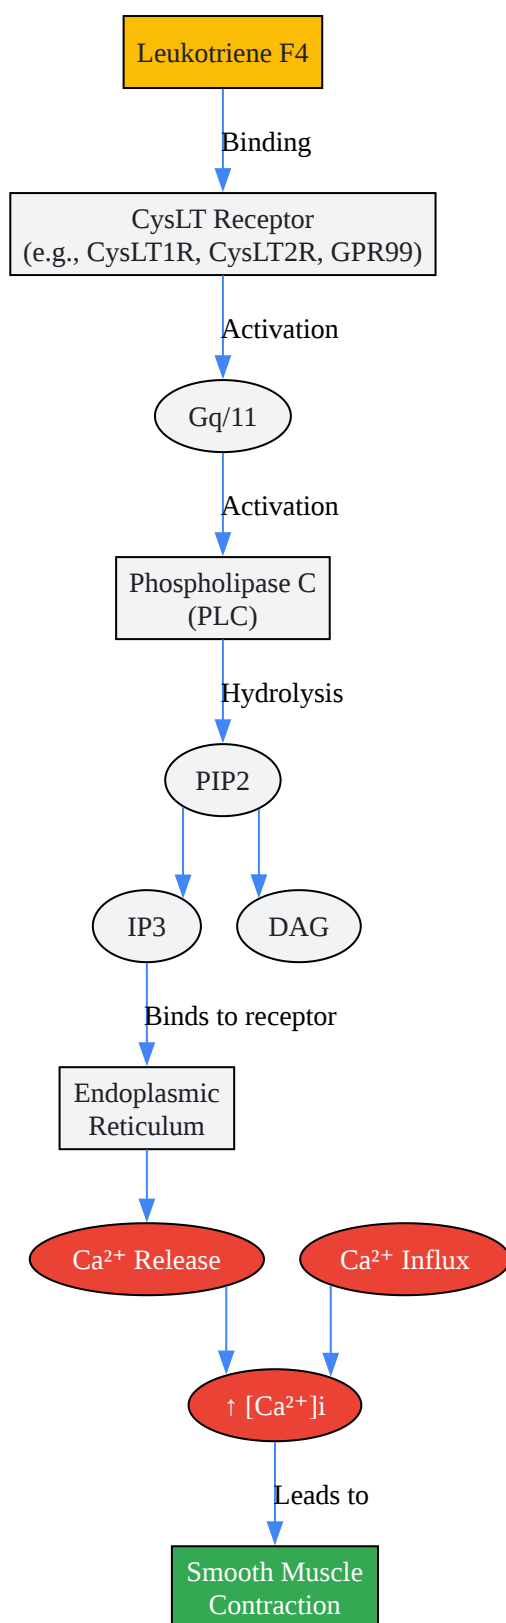 Leukotriene F4
Binding
CysLT Receptor
(e.g., CysLT1R, CysLT2R, GPR99)
Activation
Gq/11
Activation
Phospholipase C
(PLC)
Hydrolysis
PIP2
IP3
DAG
Binds to receptor
Endoplasmic
Reticulum
Ca²⁺ Release
Ca²⁺ Influx
↑ [Ca²⁺]i
Leads to
Smooth Muscle
Contraction